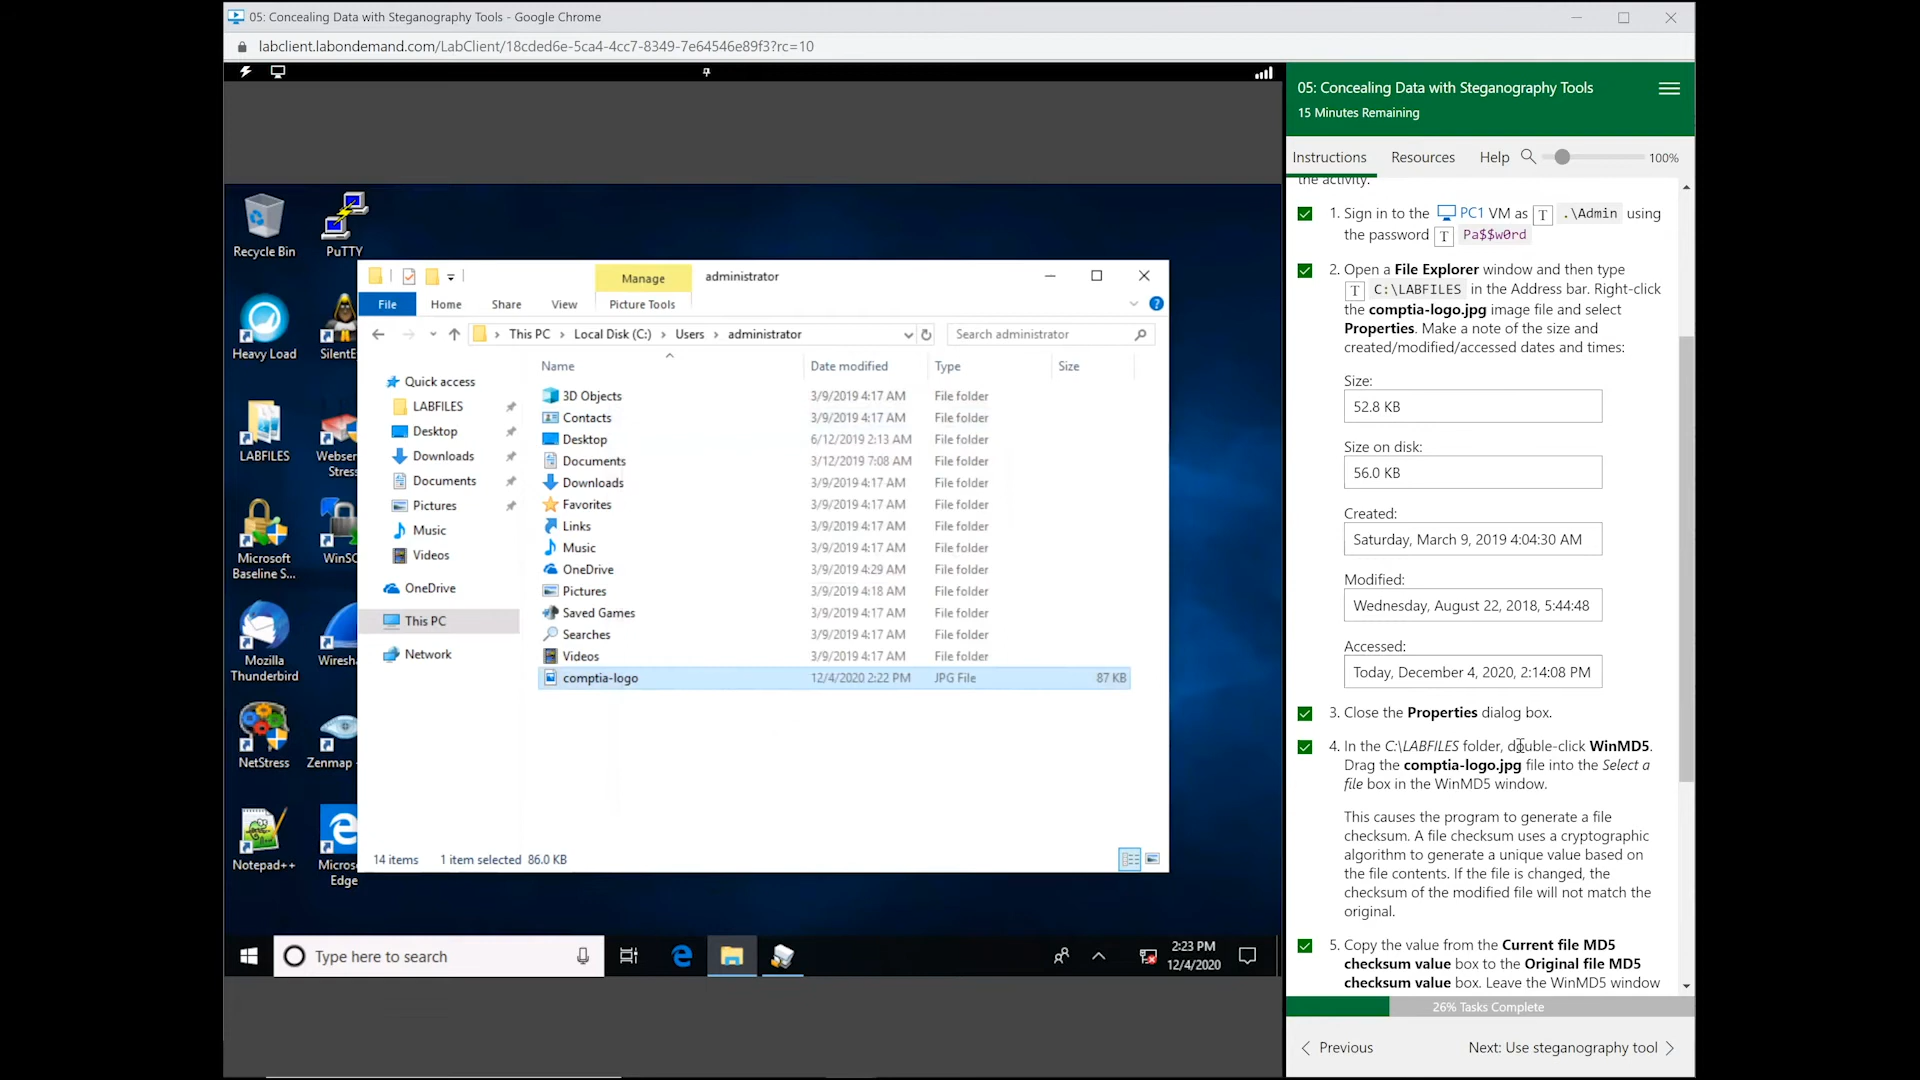 05: Concealing Data with Steganography Tools - Google Chrome
labclient.labondemand.com/LabClient/18cded6e-5ca4-4cc7-8349-7e64546e89f3?rc=10
Recycle Bin
PuTTY
Heavy Load
SilentE
LABFILES
Webser
Stress
Microsoft
Baseline S...
WinSC
Mozilla
Thunderbird
Wiresh
NetStress
Zenmap -
Notepad++
Micros
Edge
Manage
administrator
File
Home
Share
View
Picture Tools
This PC > Local Disk (C:) > Users > administrator
Search administrator
Quick access
LABFILES
Desktop
Downloads
Documents
Pictures
Music
Videos
OneDrive
This PC
Network
Name Date modified Type Size
3D Objects 3/9/2019 4:17 AM File folder
Contacts 3/9/2019 4:17 AM File folder
Desktop 6/12/2019 2:13 AM File folder
Documents 3/12/2019 7:08 AM File folder
Downloads 3/9/2019 4:17 AM File folder
Favorites 3/9/2019 4:17 AM File folder
Links 3/9/2019 4:17 AM File folder
Music 3/9/2019 4:17 AM File folder
OneDrive 3/9/2019 4:29 AM File folder
Pictures 3/9/2019 4:18 AM File folder
Saved Games 3/9/2019 4:17 AM File folder
Searches 3/9/2019 4:17 AM File folder
Videos 3/9/2019 4:17 AM File folder
comptia-logo 12/4/2020 2:22 PM JPG File 87 KB
14 items 1 item selected 86.0 KB
Type here to search
2:23 PM
12/4/2020
05: Concealing Data with Steganography Tools
15 Minutes Remaining
Instructions Resources Help 100%
the activity.
1. Sign in to the PC1 VM as T .\Admin using
the password T Pa$$w0rd
2. Open a File Explorer window and then type
T C:\LABFILES in the Address bar. Right-click
the comptia-logo.jpg image file and select
Properties. Make a note of the size and
created/modified/accessed dates and times:
Size:
52.8 KB
Size on disk:
56.0 KB
Created:
Saturday, March 9, 2019 4:04:30 AM
Modified:
Wednesday, August 22, 2018, 5:44:48
Accessed:
Today, December 4, 2020, 2:14:08 PM
3. Close the Properties dialog box.
4. In the C:\LABFILES folder, double-click WinMD5.
Drag the comptia-logo.jpg file into the Select a
file box in the WinMD5 window.
This causes the program to generate a file
checksum. A file checksum uses a cryptographic
algorithm to generate a unique value based on
the file contents. If the file is changed, the
checksum of the modified file will not match the
original.
5. Copy the value from the Current file MD5
checksum value box to the Original file MD5
checksum value box. Leave the WinMD5 window
26% Tasks Complete
< Previous
Next: Use steganography tool >